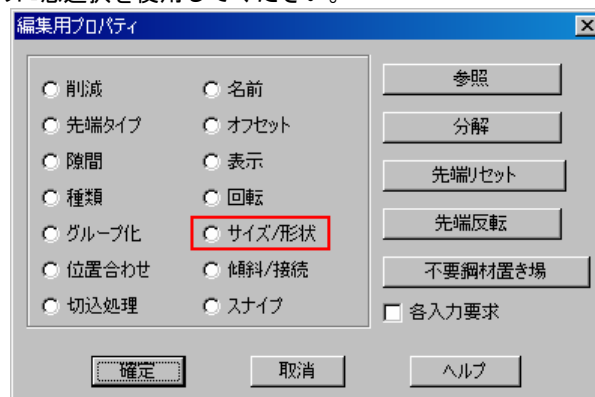 編集用プロパティ
削減
名前
参照
先端タイプ
オフセット
分解
隙間
表示
先端リセット
種類
回転
グループ化
サイズ/形状
先端反転
位置合わせ
傾斜/接続
不要鋼材置き場
切込処理
スナイプ
各入力要求
確定
取消
ヘルプ